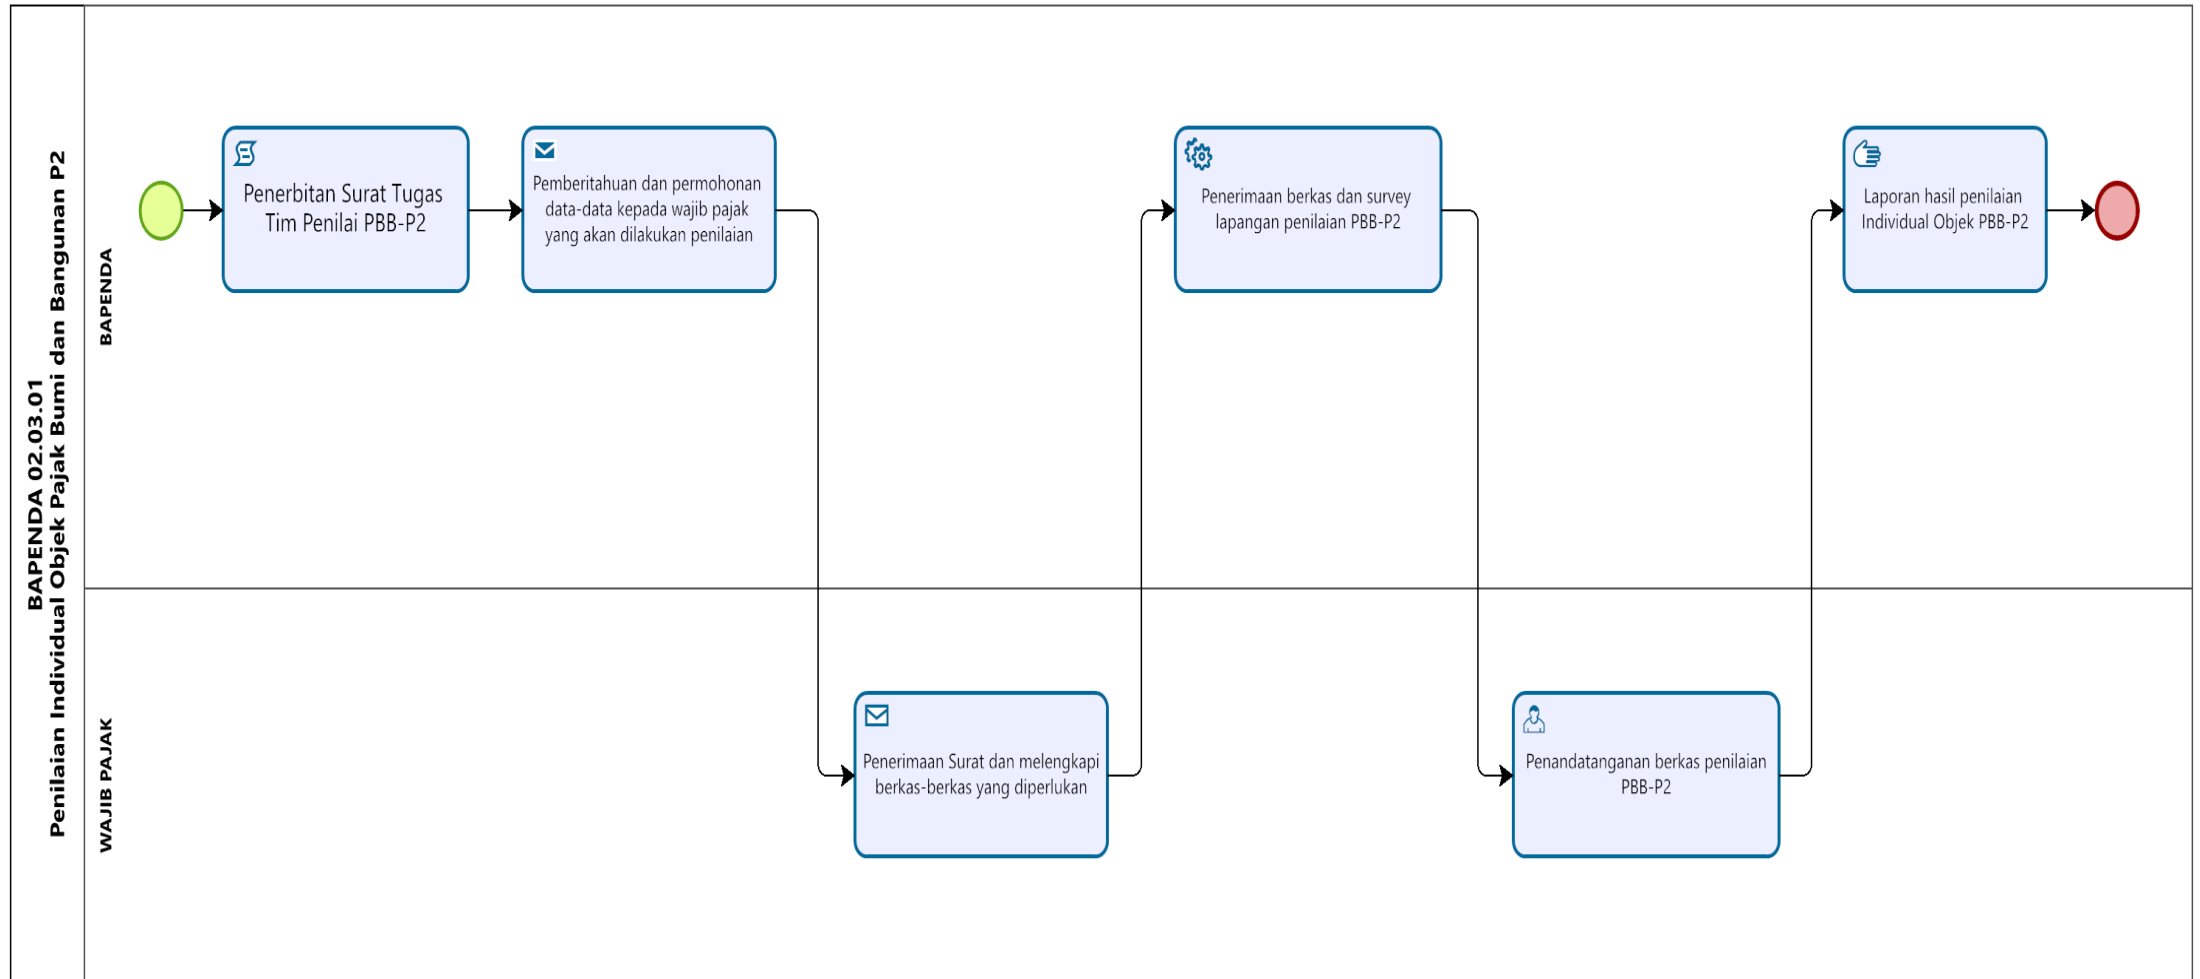 BAPENDA 02.03.01
Penilaian Individual Objek Pajak Bumi dan Bangunan P2
BAPENDA
Penerbitan Surat Tugas
Tim Penilai PBB-P2
Pemberitahuan dan permohonan
data-data kepada wajib pajak
yang akan dilakukan penilaian
Penerimaan berkas dan survey
lapangan penilaian PBB-P2
Laporan hasil penilaian
Individual Objek PBB-P2
WAJIB PAJAK
Penerimaan Surat dan melengkapi
berkas-berkas yang diperlukan
Penandatanganan berkas penilaian
PBB-P2